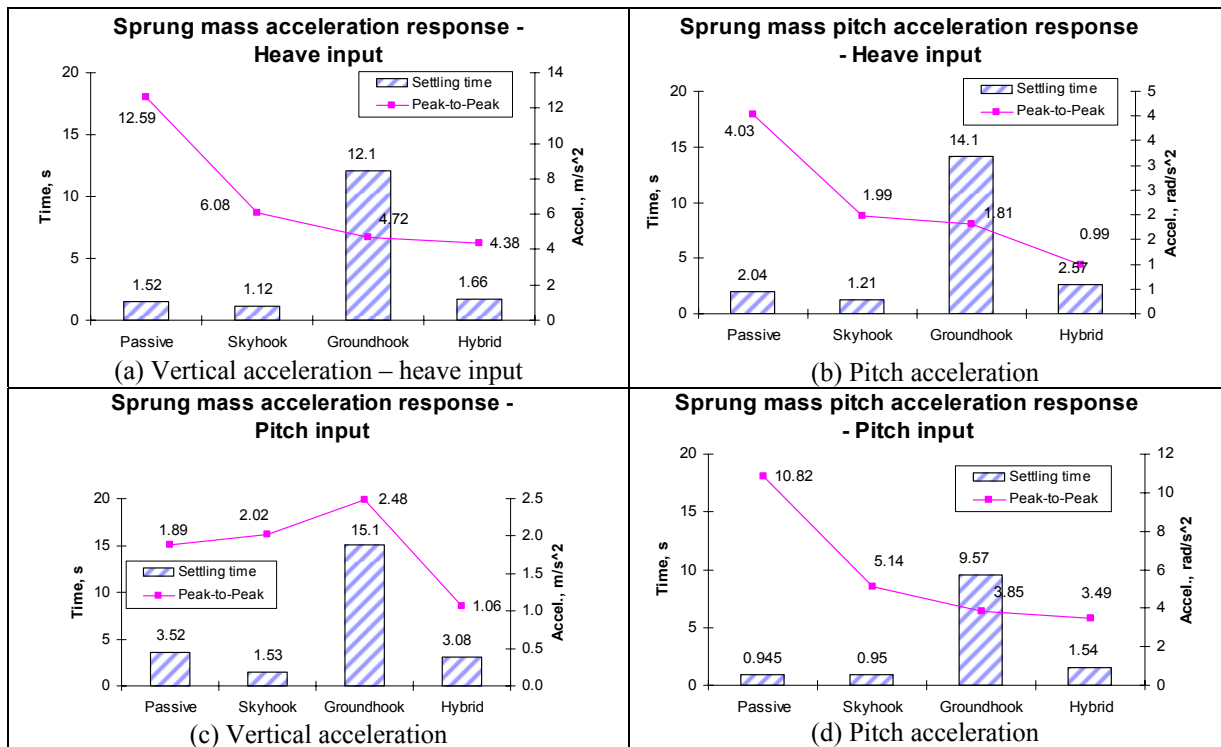 Sprung mass acceleration response -
Heave input
Settling time
Peak-to-Peak
20
15
10
5
0
Time, s
14
12
10
8
6
4
2
0
Accel., m/s^2
12.59
6.08
12.1
4.72
4.38
1.52
1.12
1.66
Passive Skyhook Groundhook Hybrid
(a) Vertical acceleration – heave input
Sprung mass pitch acceleration response
- Heave input
Settling time
Peak-to-Peak
20
15
10
5
0
Time, s
5
4
4
3
3
2
2
1
1
0
Accel., rad/s^2
4.03
1.99
14.1
1.81
0.99
2.04
1.21
2.57
Passive Skyhook Groundhook Hybrid
(b) Pitch acceleration
Sprung mass acceleration response -
Pitch input
Settling time
Peak-to-Peak
20
15
10
5
0
Time, s
2.5
2.0
1.5
1.0
0.5
0.0
Accel., m/s^2
1.89
2.02
2.48
15.1
1.06
3.52
1.53
3.08
Passive Skyhook Groundhook Hybrid
(c) Vertical acceleration
Sprung mass pitch acceleration response
- Pitch input
Settling time
Peak-to-Peak
20
15
10
5
0
Time, s
12
10
8
6
4
2
0
Accel., rad/s^2
10.82
5.14
9.57
3.85
3.49
0.945
0.95
1.54
Passive Skyhook Groundhook Hybrid
(d) Pitch acceleration